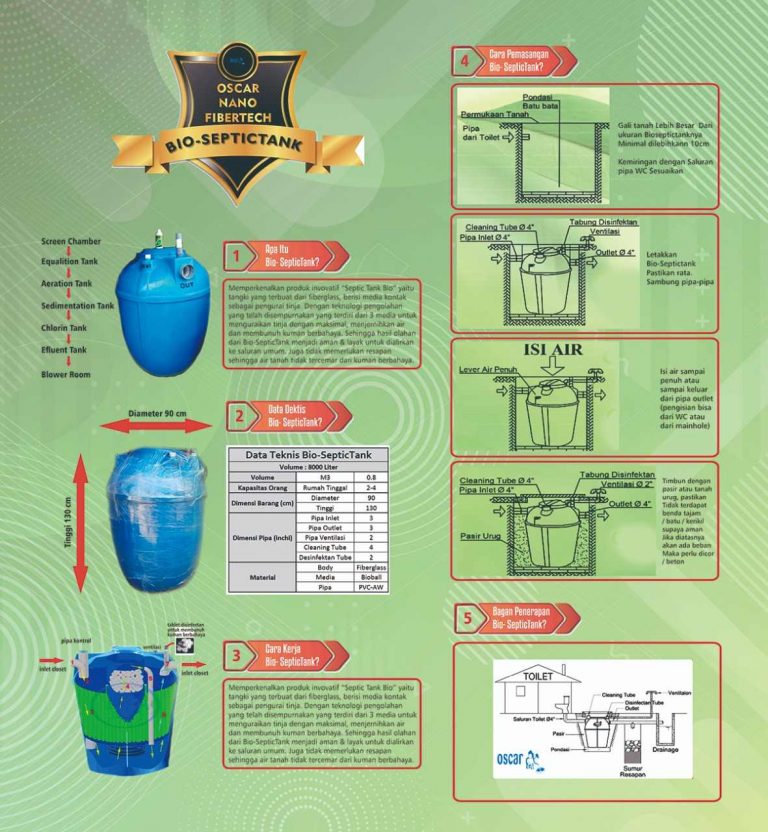 OSCAR
NANO
FIBERTECH
BIO-SEPTICTANK
Screen Chamber
Equalition Tank
Aeration Tank
Sedimentation Tank
Chlorin Tank
Efluent Tank
Blower Room
OUT
1
Apa Itu
Bio- SepticTank?
Memperkenalkan produk invovatif "Septic Tank Bio" yaitu
tangki yang terbuat dari fiberglass, berisi media kontak
sebagai pengurai tinja. Dengan teknologi pengolahan
yang telah disempurnakan yang terdiri dari 3 media untuk
menguraikan tinja dengan maksimal, menjernihkan air
dan membunuh kuman berbahaya. Sehingga hasil olahan
dari Bio-SepticTank menjadi aman & layak untuk dialirkan
ke saluran umum. Juga tidak memerlukan resapan
sehingga air tanah tidak tercemar dari kuman berbahaya.
Diameter 90 cm
Tinggi 130 cm
2
Data Dektis
Bio- SepticTank?
Data Teknis Bio-SepticTank
Volume : 8000 Liter
Volume M3 0.8
Kapasitas Orang Rumah Tinggal 2-4
Dimensi Barang (cm) Diameter 90
Tinggi 130
Dimensi Pipa (Inchi) Pipa Inlet 3
Pipa Outlet 3
Pipa Ventilasi 2
Cleaning Tube 4
Desinfektan Tube 2
Material Body Fiberglass
Media Bioball
Pipa PVC-AW
pipa kontrol
ventilasi
tablet disinfektan
untuk membunuh
kuman berbahaya
inlet closet
inlet closet
3
Cara Kerja
Bio- SepticTank?
Memperkenalkan produk invovatif "Septic Tank Bio" yaitu
tangki yang terbuat dari fiberglass, berisi media kontak
sebagai pengurai tinja. Dengan teknologi pengolahan
yang telah disempurnakan yang terdiri dari 3 media untuk
menguraikan tinja dengan maksimal, menjernihkan air
dan membunuh kuman berbahaya. Sehingga hasil olahan
dari Bio-SepticTank menjadi aman & layak untuk dialirkan
ke saluran umum. Juga tidak memerlukan resapan
sehingga air tanah tidak tercemar dari kuman berbahaya.
4
Cara Pemasangan
Bio- SepticTank?
Pondasi
Batu bata
Permukaan Tanah
Pipa
dari Toilet
Gali tanah Lebih Besar Dari
ukuran Bioseptictanknya
Minimal dilebihkann 10cm
Kemiringan dengan Saluran
pipa WC Sesuaikan
Cleaning Tube Ø 4"
Tabung Disinfektan
Ventilasi
Pipa Inlet Ø 4"
Outlet Ø 4"
Letakkan
Bio-Septictank
Pastikan rata.
Sambung pipa-pipa
ISI AIR
Lever Air Penuh
Isi air sampai
penuh atau
sampai keluar
dari pipa outlet
(pengisian bisa
dari WC atau
dari mainhole)
Cleaning Tube Ø 4"
Tabung Disinfektan
Pipa Inlet Ø 4"
Ventilasi Ø 2"
Outlet Ø 4"
Pasir Urug
Timbun dengan
pasir atau tanah
urug, pastikan
Tidak terdapat
benda tajam
/ batu / kerikil
supaya aman
Jika diatasnya
akan ada beban
Maka perlu dicor
/ beton
5
Bagan Penerapan
Bio- SepticTank?
TOILET
Cleaning Tube
Ventilaion
Disinfectan Tube
Outlet
Saluran Toilet Ø4"
Pasir
Pondasi
Drainage
Sumur
Resapan
oscar